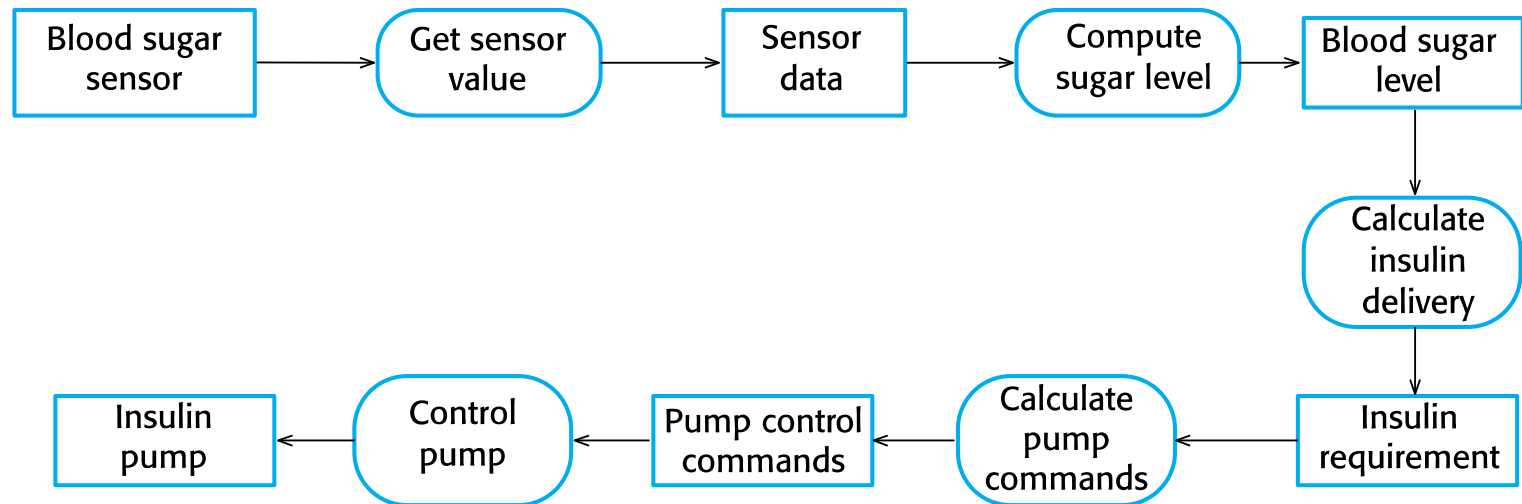 Blood sugar
sensor
Get sensor
value
Sensor
data
Compute
sugar level
Blood sugar
level
Calculate
insulin
delivery
Insulin
requirement
Calculate
pump
commands
Pump control
commands
Control
pump
Insulin
pump